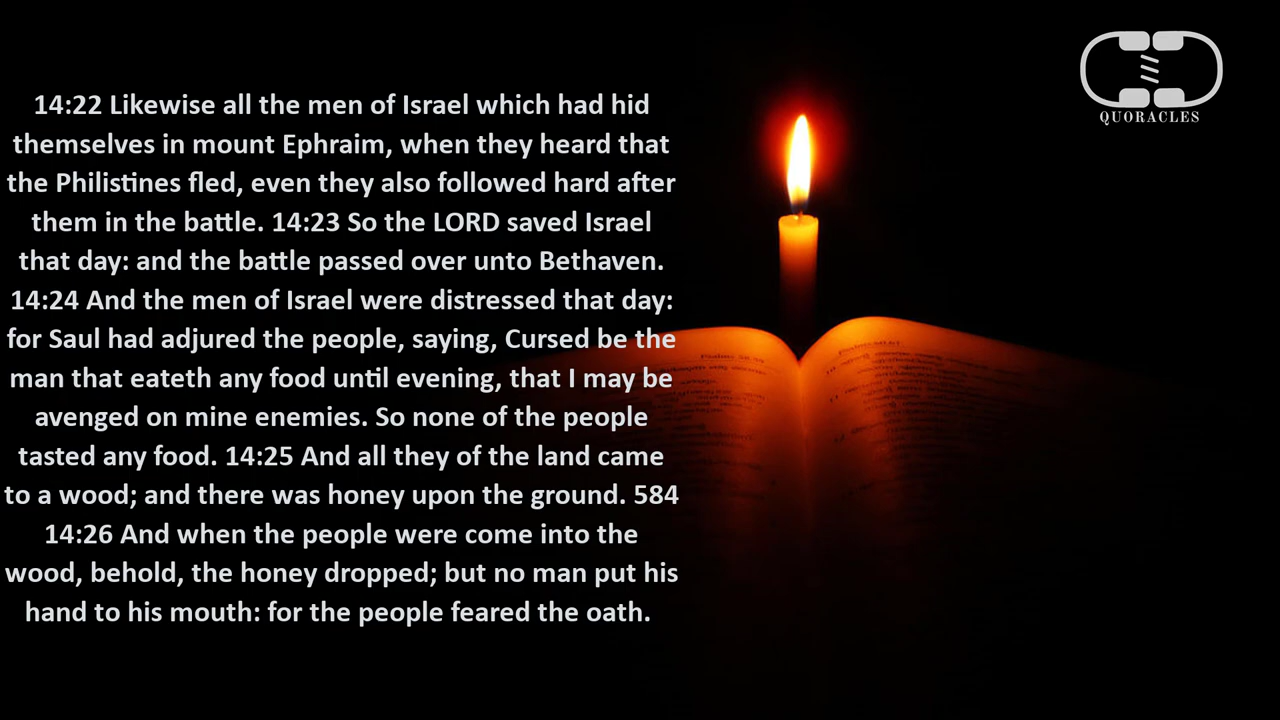 14:22 Likewise all the men of Israel which had hid
themselves in mount Ephraim, when they heard that
the Philistines fled, even they also followed hard after
them in the battle. 14:23 So the LORD saved Israel
that day: and the battle passed over unto Bethaven.
14:24 And the men of Israel were distressed that day:
for Saul had adjured the people, saying, Cursed be the
man that eateth any food until evening, that I may be
avenged on mine enemies. So none of the people
tasted any food. 14:25 And all they of the land came
to a wood; and there was honey upon the ground. 584
14:26 And when the people were come into the
wood, behold, the honey dropped; but no man put his
hand to his mouth: for the people feared the oath.
QUORACLES